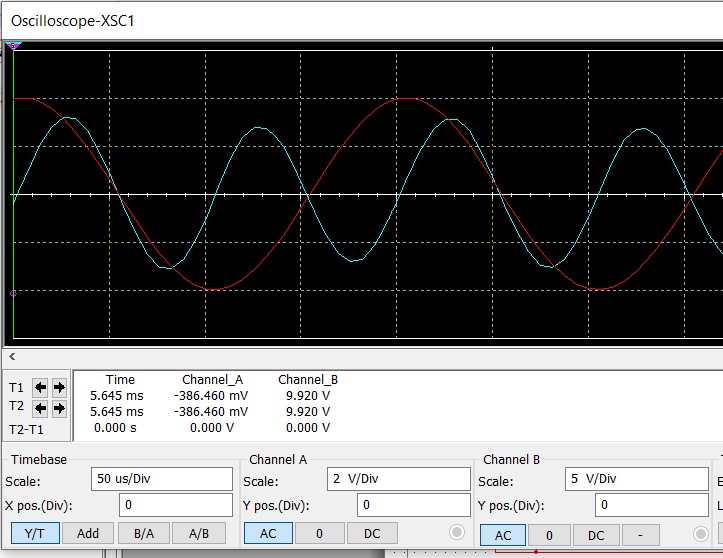 Oscilloscope-XSC1
Time Channel_A Channel_B
T1 5.645 ms -386.460 mV 9.920 V
T2 5.645 ms -386.460 mV 9.920 V
T2-T1 0.000 s 0.000 V 0.000 V
Timebase Channel A Channel B
Scale: 50 us/Div Scale: 2 V/Div Scale: 5 V/Div
X pos.(Div): 0 Y pos.(Div): 0 Y pos.(Div): 0
Y/T Add B/A A/B AC 0 DC AC 0 DC -